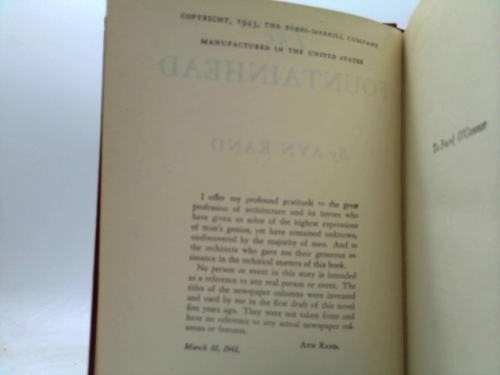 COPYRIGHT, 1943, THE BOBBS-MERRILL COMPANY
MANUFACTURED IN THE UNITED STATES
The
FOUNTAINHEAD
By AYN RAND
I offer my profound gratitude to the great
profession of architecture and its heroes who
have given us some of the highest expressions
of man's genius, yet have remained unknown,
undiscovered by the majority of men. And to
the architects who gave me their generous as-
sistance in the technical matters of this book.
No person or event in this story is intended
as a reference to any real person or event. The
titles of the newspaper columns were invented
and used by me in the first draft of this novel
five years ago. They were not taken from and
have no reference to any actual newspaper col-
umns or features.
AYN RAND.
March 10, 1943.
To Frank O'Connor